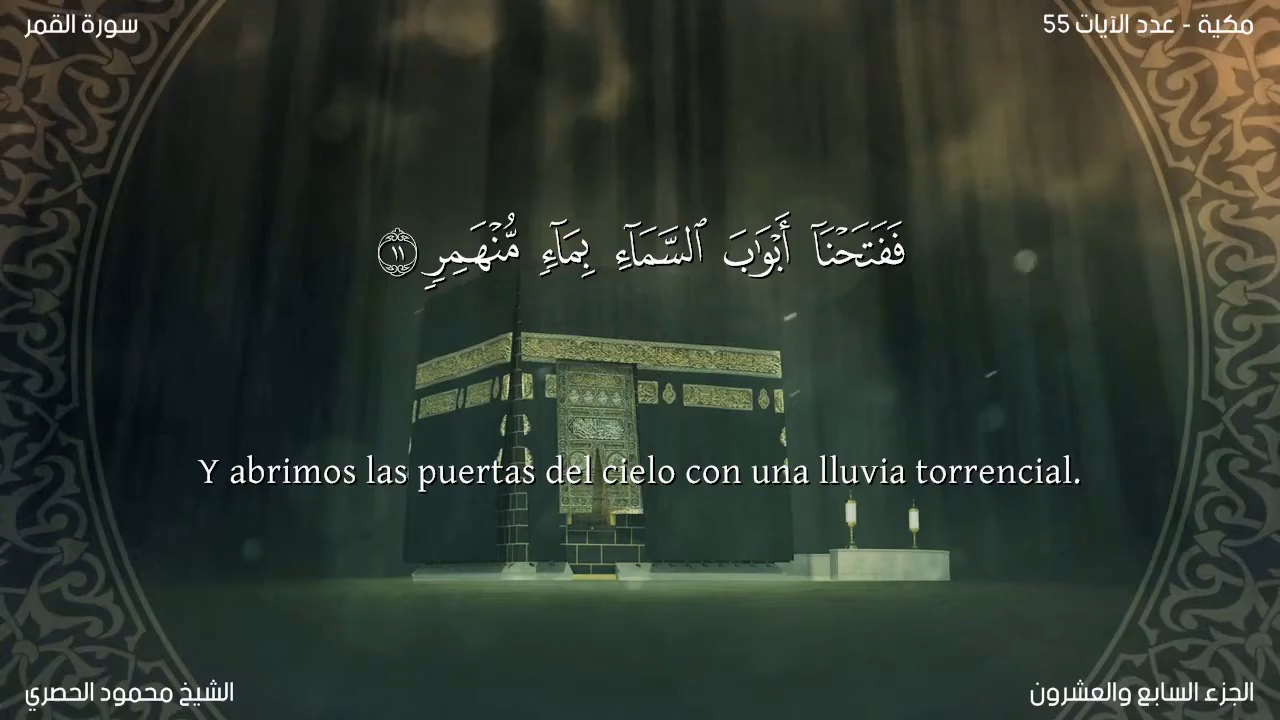 سورة القمر
مكية - عدد الآيات 55
فَفَتَحْنَآ أَبْوَٰبَ ٱلسَّمَآءِ بِمَآءٍ مُّنْهَمِرٍ ١١
Y abrimos las puertas del cielo con una lluvia torrencial.
الشيخ محمود الحصري
الجزء السابع والعشرون